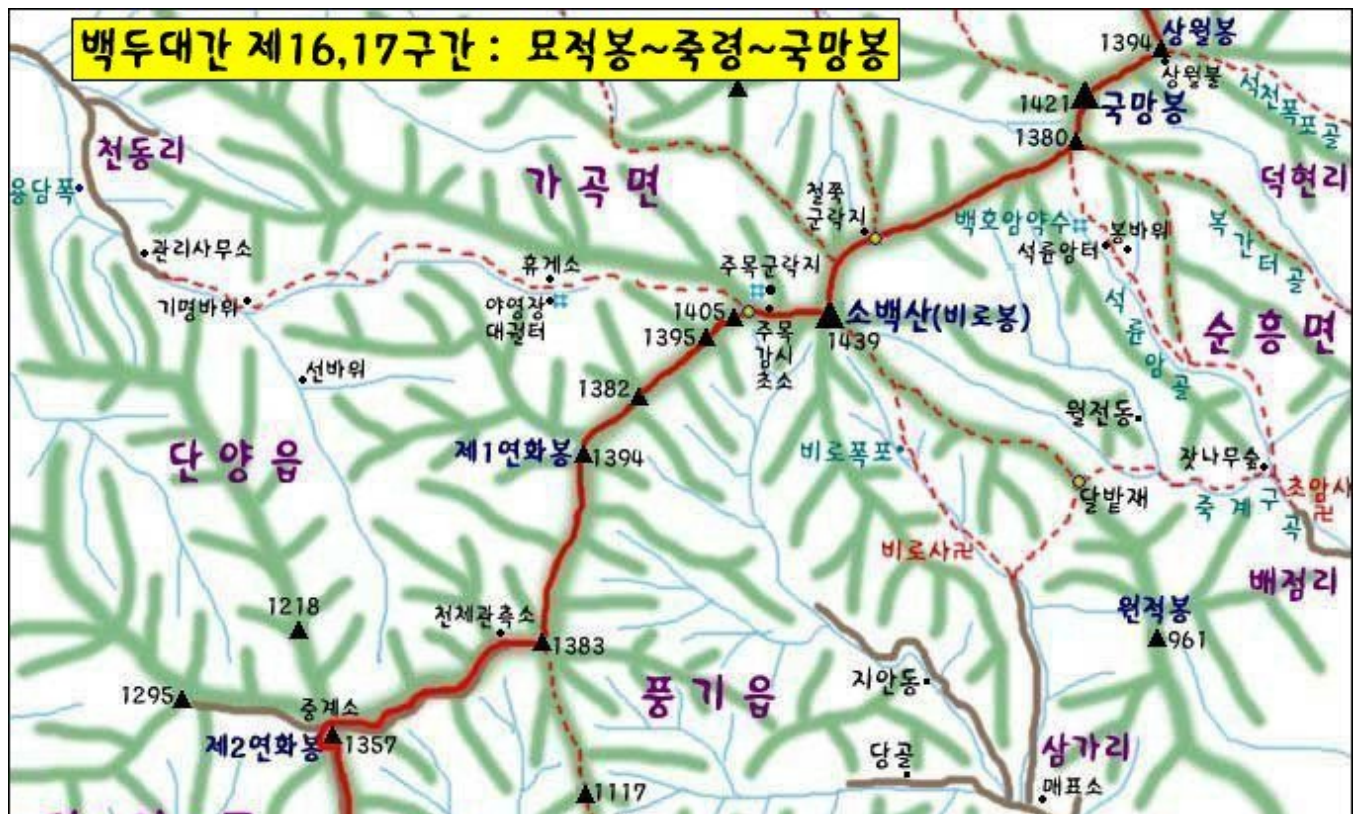 백두대간 제16,17구간 : 묘적봉~죽령~국망봉
상월봉
1394
상월불
1421
국망봉
석천폭포골
1380
천동리
가곡면
덕현리
용담폭
철쭉
군락지
백호암약수
봉바위
석륜암터
복간터골
관리사무소
휴게소
주목군락지
기명바위
야영장
대궐터
1405
1395
주목
감시
초소
소백산(비로봉)
1439
석륜암골
순흥면
선바위
1382
월전동
단양읍
제1연화봉
1394
비로폭포
잣나무숲
달밭재
죽계구곡
초암사卍
비로사卍
배점리
1218
천체관측소
1383
원적봉
961
1295
중계소
풍기읍
지안동
제2연화봉
1357
당골
삼가리
1117
매표소